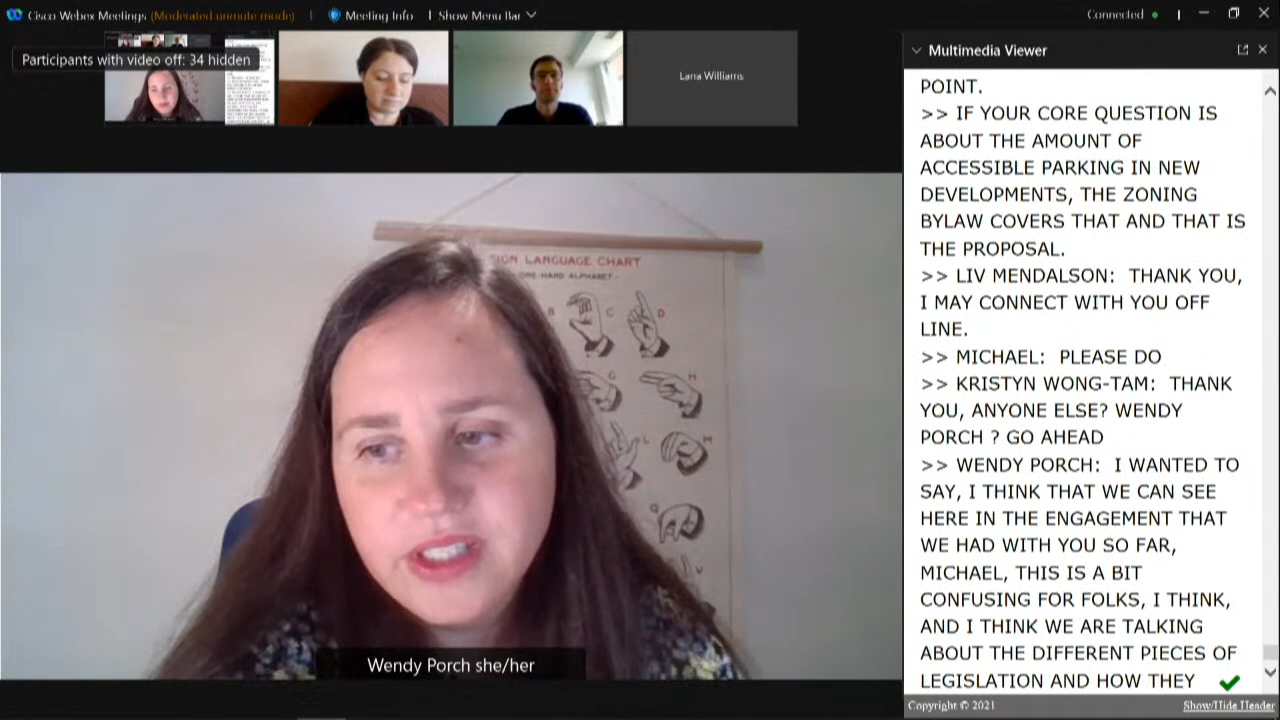 Cisco Webex Meetings (Moderated unmute mode) Meeting Info Show Menu Bar Connected
Participants with video off: 34 hidden
Lana Williams
SIGN LANGUAGE CHART
ONE HAND ALPHABET
B C D
G H
L M
Wendy Porch she/her
Multimedia Viewer
POINT.
>> IF YOUR CORE QUESTION IS
ABOUT THE AMOUNT OF
ACCESSIBLE PARKING IN NEW
DEVELOPMENTS, THE ZONING
BYLAW COVERS THAT AND THAT IS
THE PROPOSAL.
>> LIV MENDALSON: THANK YOU,
I MAY CONNECT WITH YOU OFF
LINE.
>> MICHAEL: PLEASE DO
>> KRISTYN WONG-TAM: THANK
YOU, ANYONE ELSE? WENDY
PORCH ? GO AHEAD
>> WENDY PORCH: I WANTED TO
SAY, I THINK THAT WE CAN SEE
HERE IN THE ENGAGEMENT THAT
WE HAD WITH YOU SO FAR,
MICHAEL, THIS IS A BIT
CONFUSING FOR FOLKS, I THINK,
AND I THINK WE ARE TALKING
ABOUT THE DIFFERENT PIECES OF
LEGISLATION AND HOW THEY
Copyright © 2021 Show/Hide Header